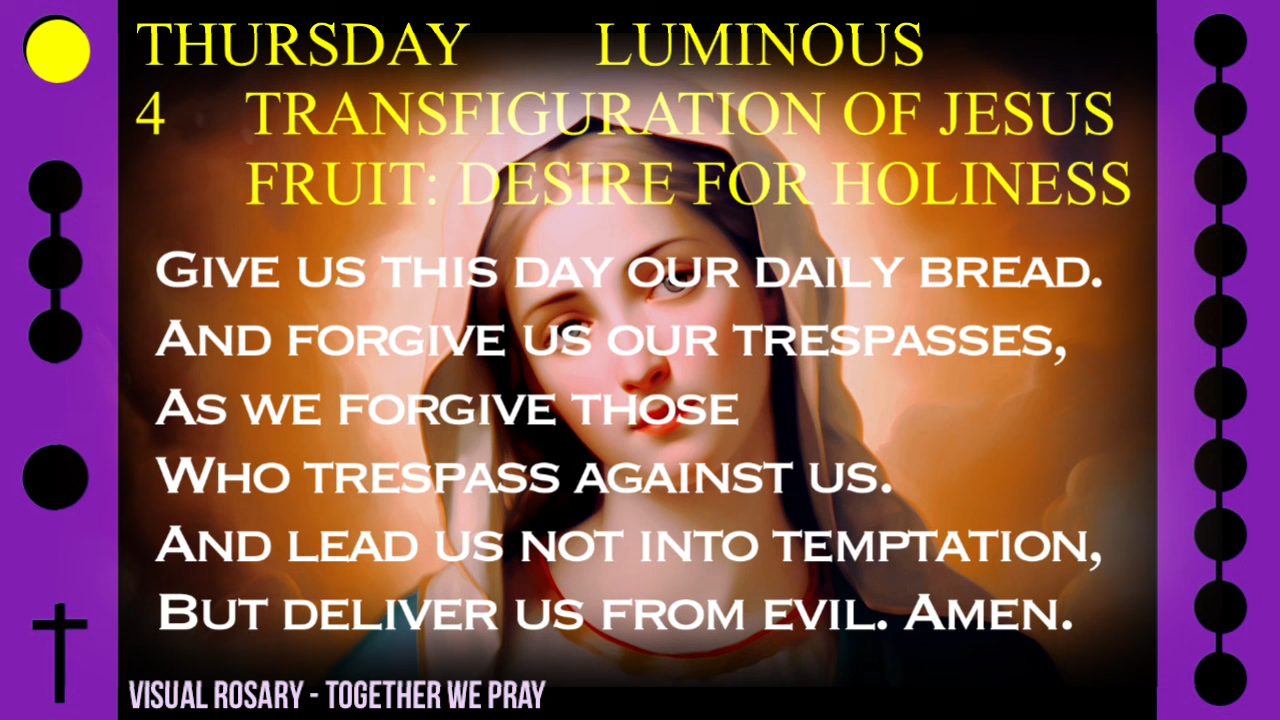 THURSDAY LUMINOUS
4 TRANSFIGURATION OF JESUS
FRUIT: DESIRE FOR HOLINESS
GIVE US THIS DAY OUR DAILY BREAD.
AND FORGIVE US OUR TRESPASSES,
AS WE FORGIVE THOSE
WHO TRESPASS AGAINST US.
AND LEAD US NOT INTO TEMPTATION,
BUT DELIVER US FROM EVIL. AMEN.
VISUAL ROSARY - TOGETHER WE PRAY